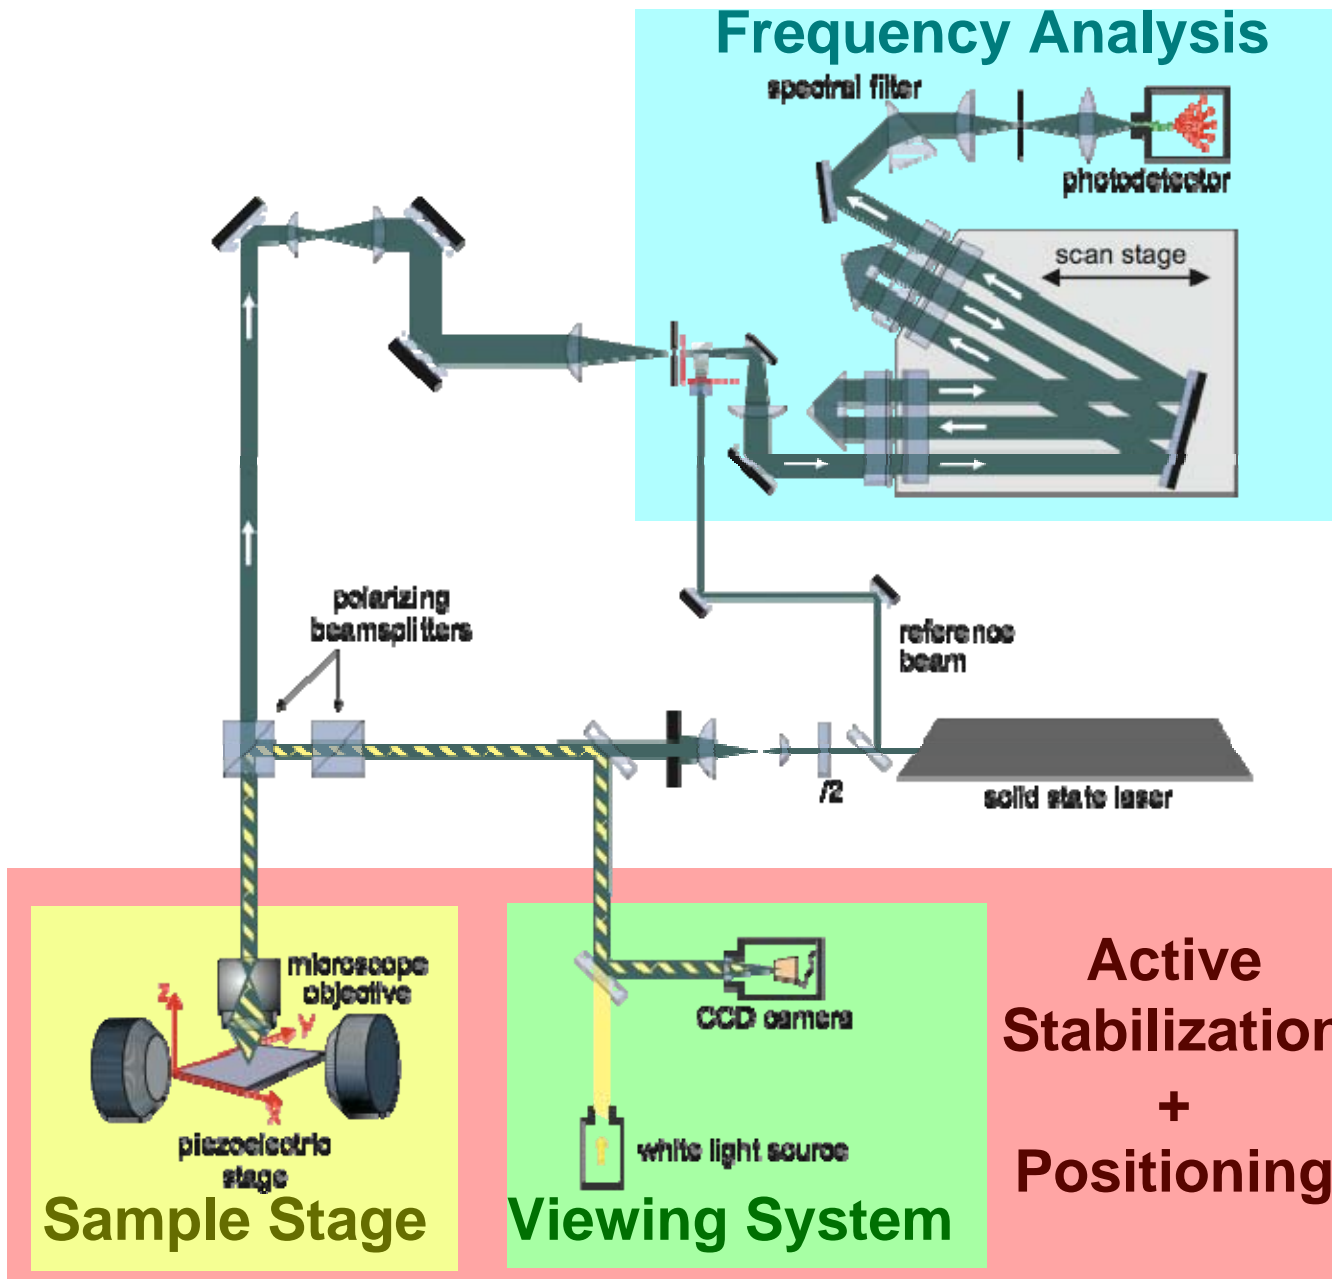 Frequency Analysis
spectral filter
photodetector
scan stage
polarizing
beamsplitters
reference
beam
/2
solid state laser
microscope
objective
Z
Y
X
piezoelectric
stage
Sample Stage
CCD camera
white light source
Viewing System
Active
Stabilization
+
Positioning